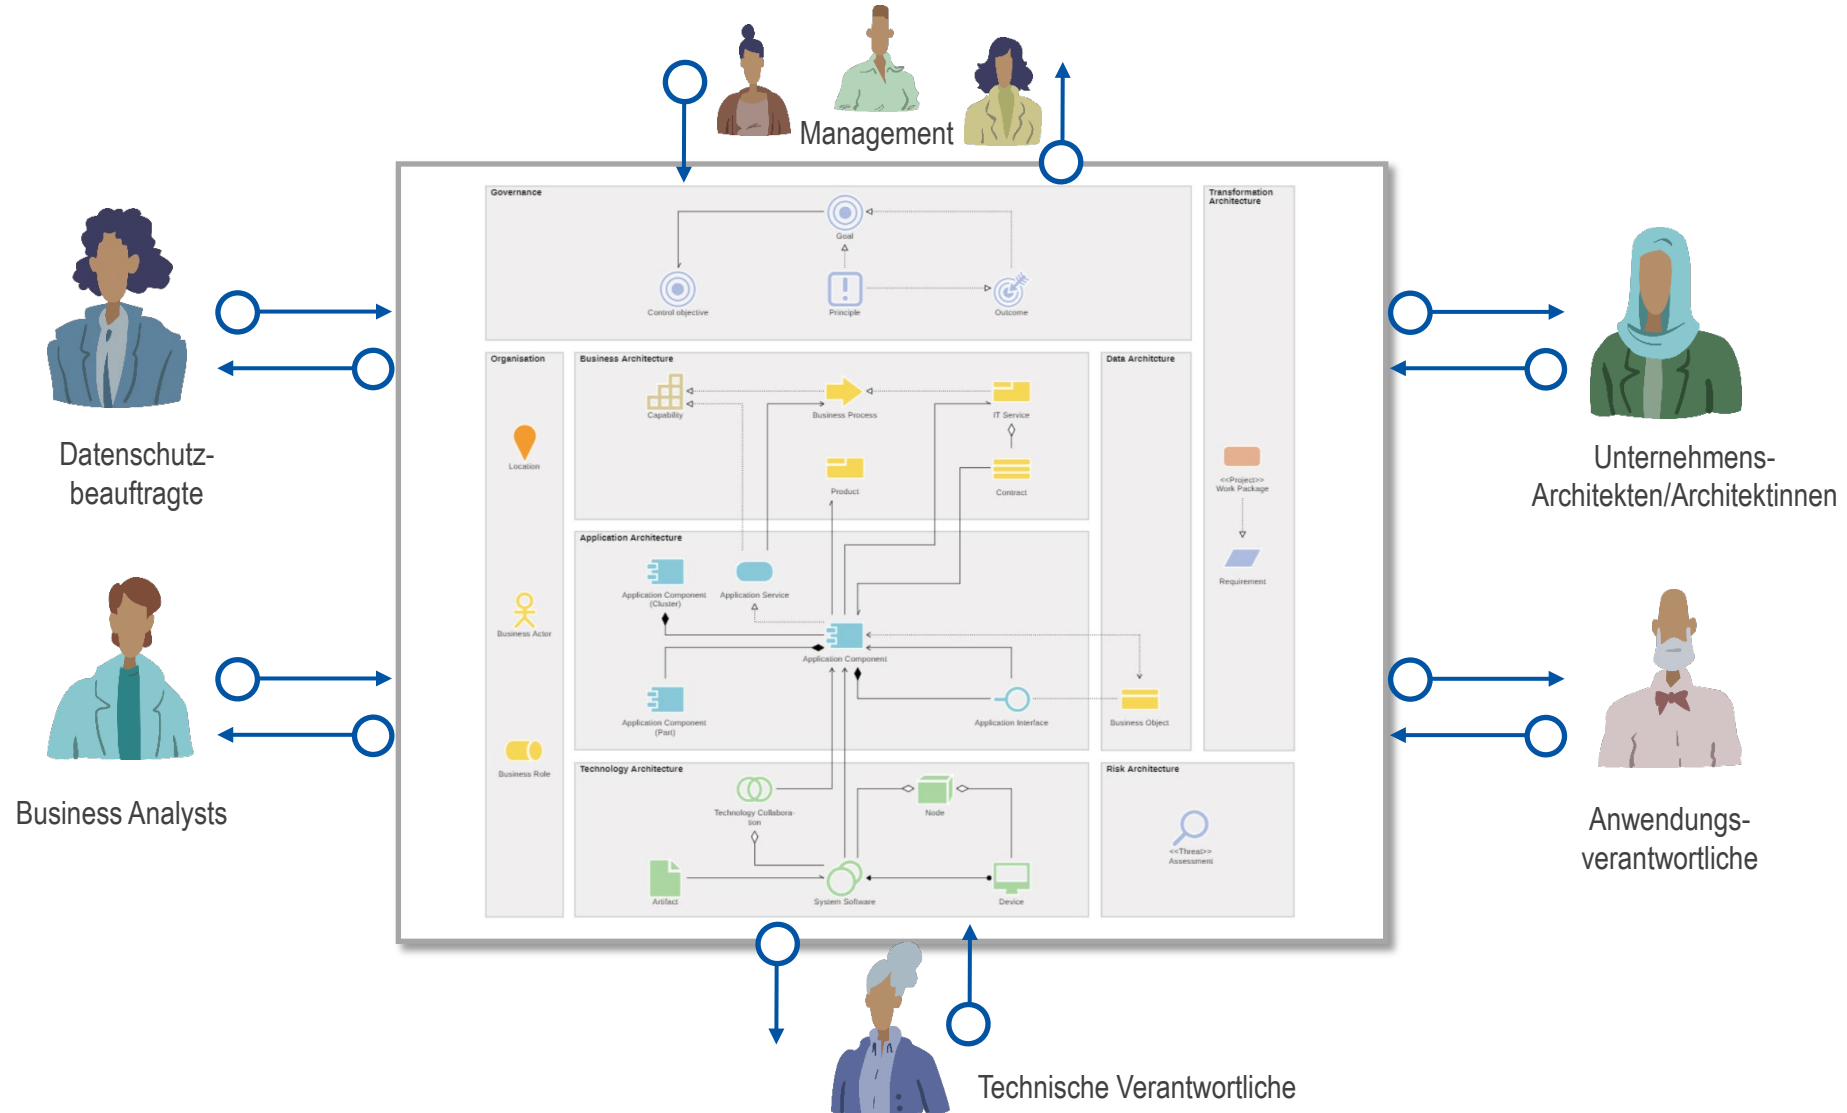 Management
Governance
Goal
Control objective
Principle
Outcome
Transformation
Architecture
Organisation
Business Architecture
Data Architcture
Capability
Business Process
IT Service
Location
Product
Contract
<<Project>>
Work Package
Application Architecture
Application Component
(Cluster)
Application Service
Requirement
Business Actor
Application Component
Application Component
(Part)
Application Interface
Business Object
Technology Architecture
Risk Architecture
Business Role
Technology Collabora-
tion
Node
<<Threat>>
Assessment
Artifact
System Software
Device
Datenschutz-
beauftragte
Business Analysts
Unternehmens-
Architekten/Architektinnen
Anwendungs-
verantwortliche
Technische Verantwortliche